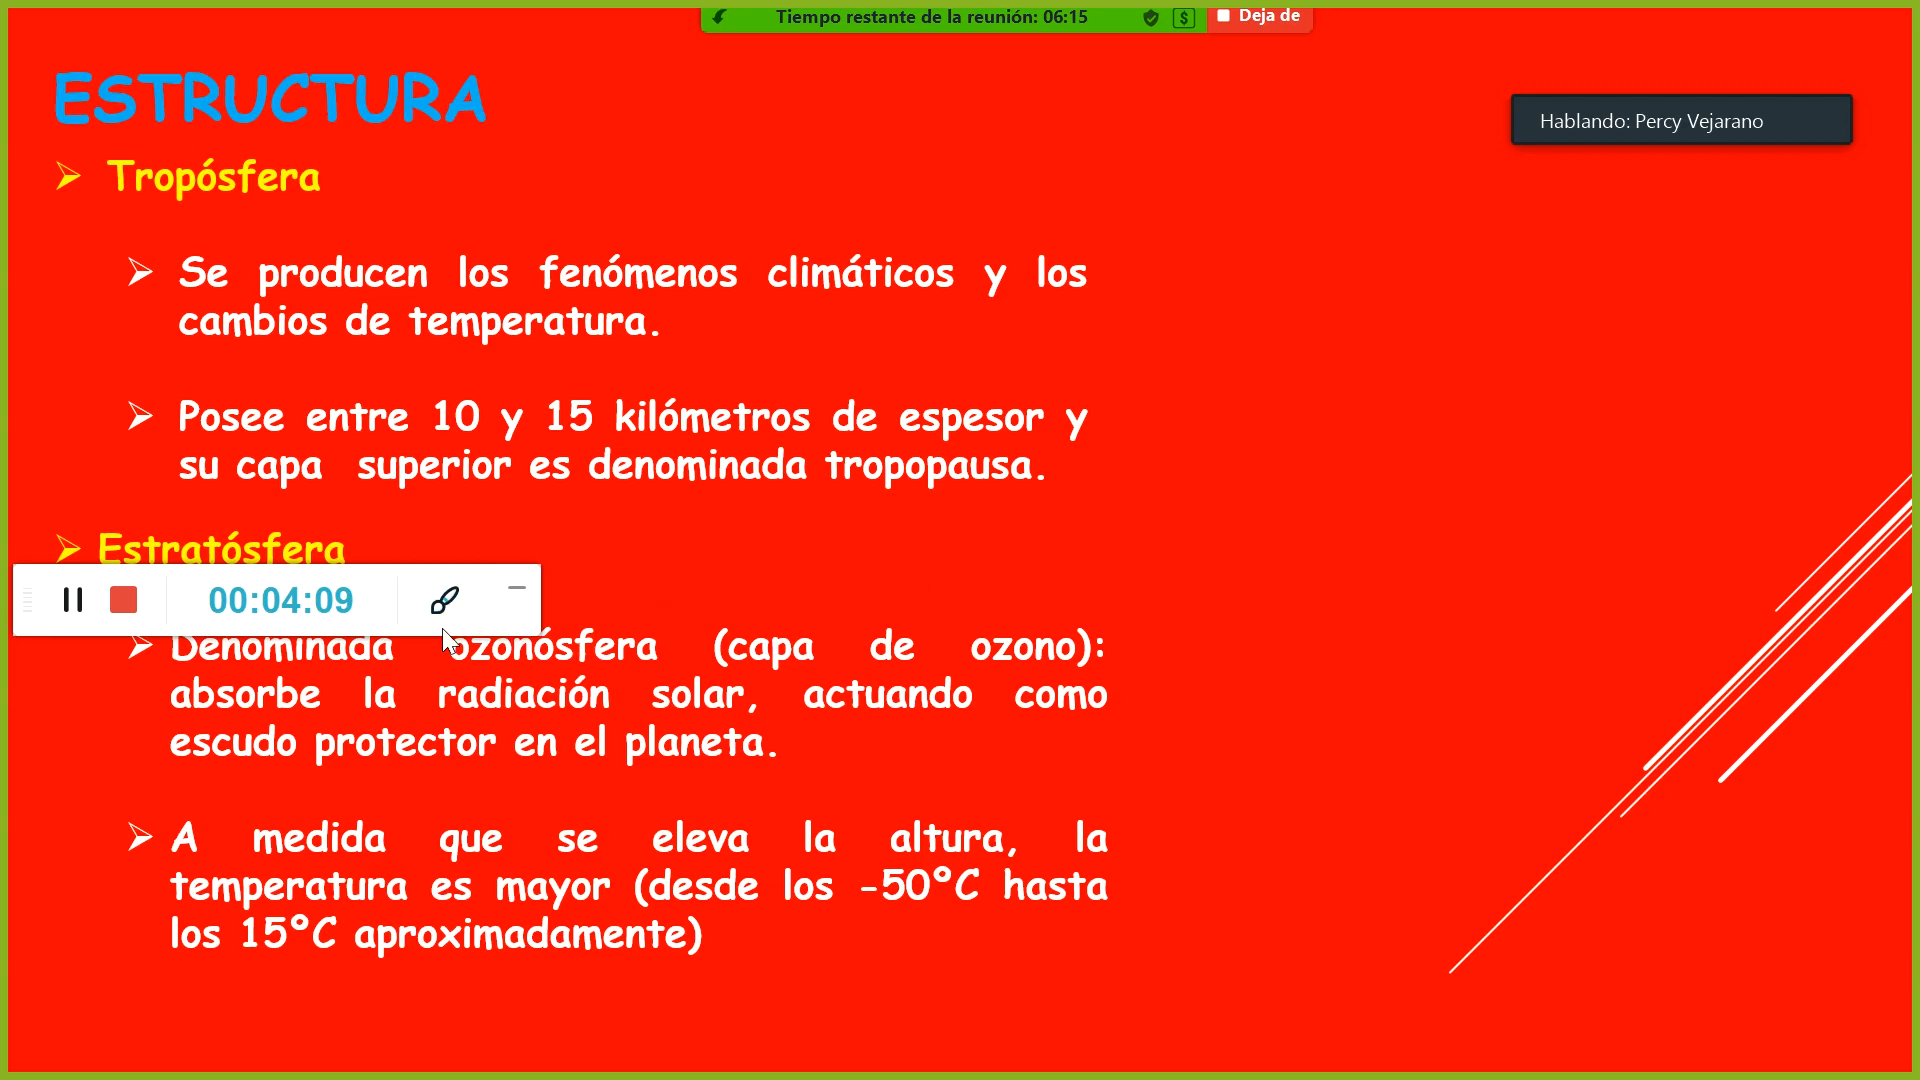 Tiempo restante de la reunión: 06:15
Deja de
ESTRUCTURA
Hablando: Percy Vejarano
Tropósfera
Se producen los fenómenos climáticos y los
cambios de temperatura.
Posee entre 10 y 15 kilómetros de espesor y
su capa superior es denominada tropopausa.
Estratósfera
00:04:09
Denominada ozonósfera (capa de ozono):
absorbe la radiación solar, actuando como
escudo protector en el planeta.
A medida que se eleva la altura, la
temperatura es mayor (desde los -50ºC hasta
los 15ºC aproximadamente)